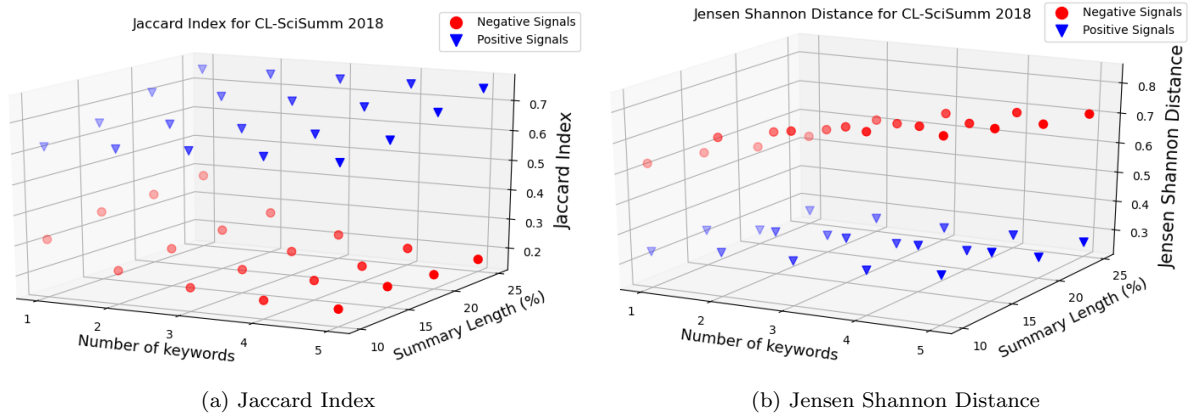 Jaccard Index for CL-SciSumm 2018
Negative Signals
Positive Signals
0.7
0.6
0.5
0.4
0.3
0.2
Jaccard Index
1
2
3
4
5
Number of keywords
10
15
20
25
Summary Length (%)
(a) Jaccard Index
Jensen Shannon Distance for CL-SciSumm 2018
Negative Signals
Positive Signals
0.8
0.7
0.6
0.5
0.4
0.3
Jensen Shannon Distance
1
2
3
4
5
Number of keywords
10
15
20
25
Summary Length (%)
(b) Jensen Shannon Distance